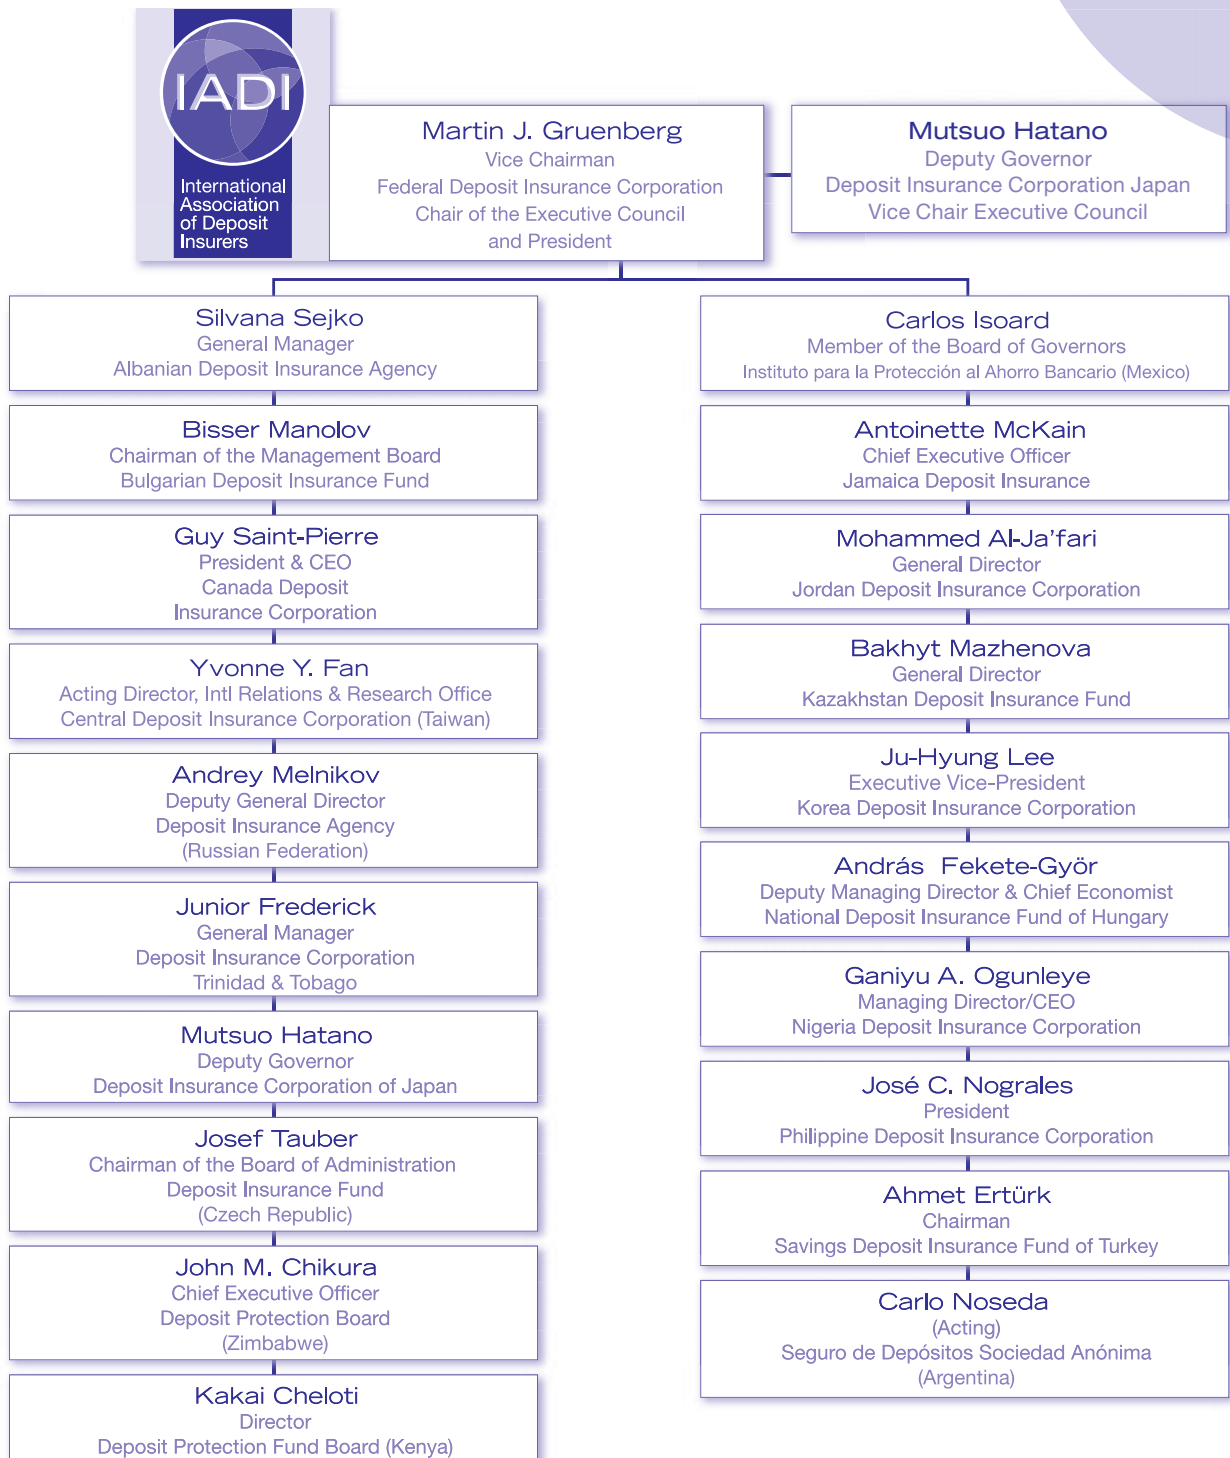 IADI
International
Association
of Deposit
Insurers
Martin J. Gruenberg
Vice Chairman
Federal Deposit Insurance Corporation
Chair of the Executive Council
and President
Mutsuo Hatano
Deputy Governor
Deposit Insurance Corporation Japan
Vice Chair Executive Council
Silvana Sejko
General Manager
Albanian Deposit Insurance Agency
Bisser Manolov
Chairman of the Management Board
Bulgarian Deposit Insurance Fund
Guy Saint-Pierre
President & CEO
Canada Deposit
Insurance Corporation
Yvonne Y. Fan
Acting Director, Intl Relations & Research Office
Central Deposit Insurance Corporation (Taiwan)
Andrey Melnikov
Deputy General Director
Deposit Insurance Agency
(Russian Federation)
Junior Frederick
General Manager
Deposit Insurance Corporation
Trinidad & Tobago
Mutsuo Hatano
Deputy Governor
Deposit Insurance Corporation of Japan
Josef Tauber
Chairman of the Board of Administration
Deposit Insurance Fund
(Czech Republic)
John M. Chikura
Chief Executive Officer
Deposit Protection Board
(Zimbabwe)
Kakai Cheloti
Director
Deposit Protection Fund Board (Kenya)
Carlos Isoard
Member of the Board of Governors
Instituto para la Protección al Ahorro Bancario (Mexico)
Antoinette McKain
Chief Executive Officer
Jamaica Deposit Insurance
Mohammed Al-Ja'fari
General Director
Jordan Deposit Insurance Corporation
Bakhyt Mazhenova
General Director
Kazakhstan Deposit Insurance Fund
Ju-Hyung Lee
Executive Vice-President
Korea Deposit Insurance Corporation
András Fekete-Györ
Deputy Managing Director & Chief Economist
National Deposit Insurance Fund of Hungary
Ganiyu A. Ogunleye
Managing Director/CEO
Nigeria Deposit Insurance Corporation
José C. Nograles
President
Philippine Deposit Insurance Corporation
Ahmet Ertürk
Chairman
Savings Deposit Insurance Fund of Turkey
Carlo Noseda
(Acting)
Seguro de Depósitos Sociedad Anónima
(Argentina)